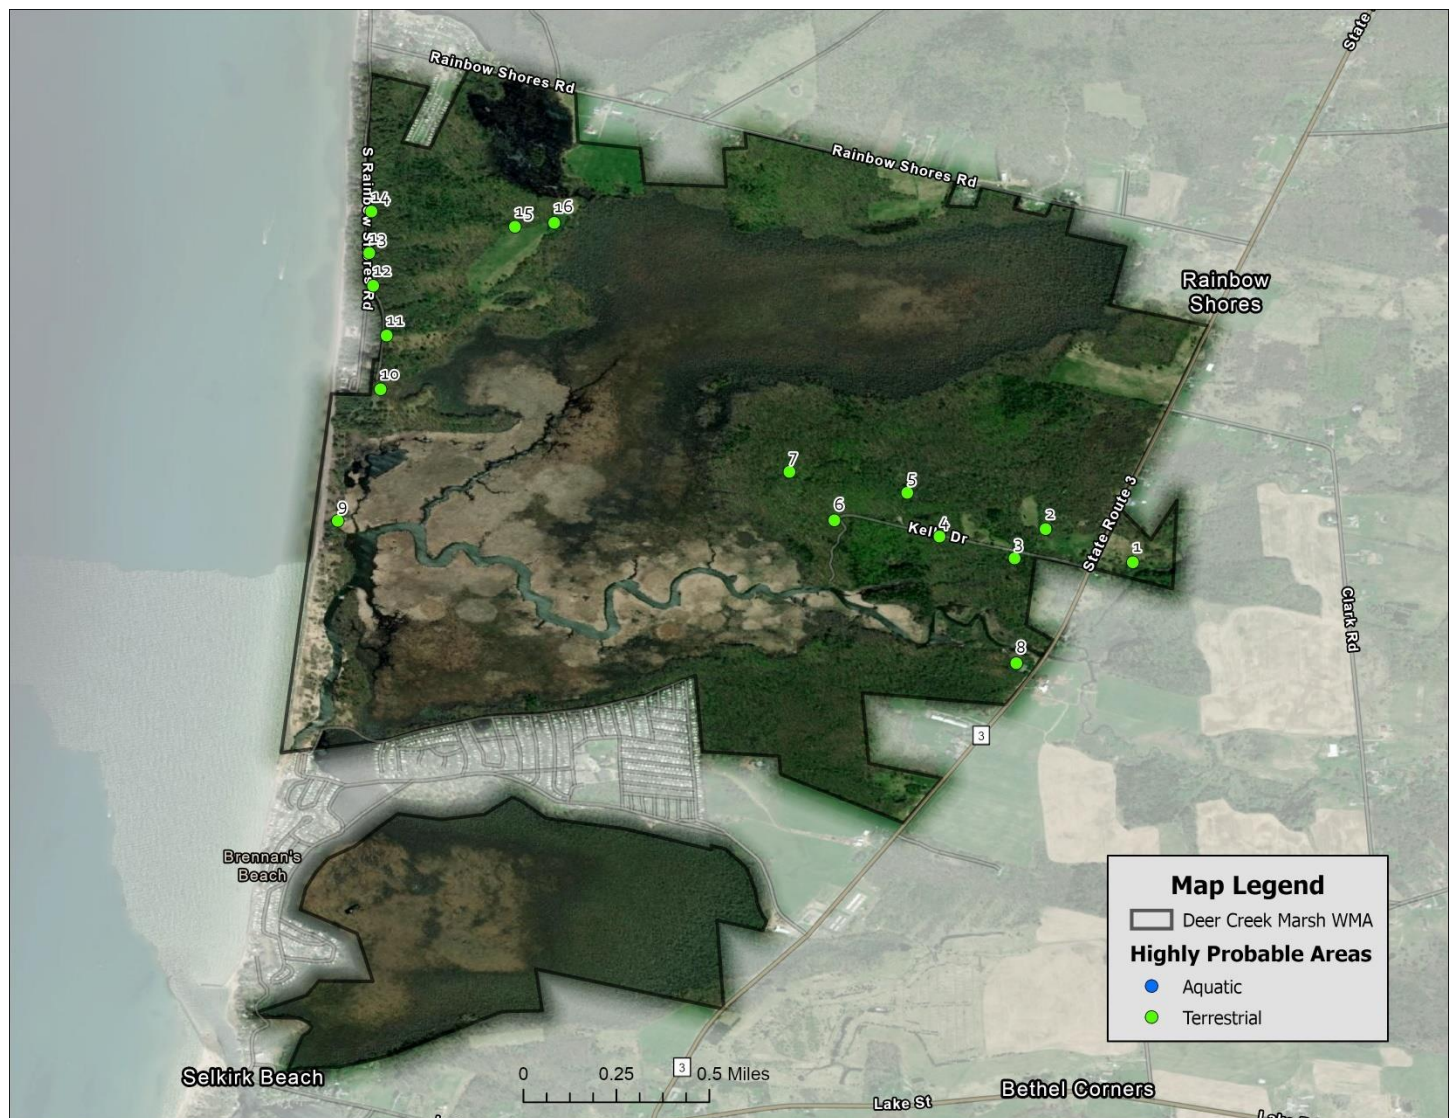 State
Rainbow Shores Rd
Rainbow Shores Rd
S Rainbow Shores Rd
14
15
16
13
12
Rainbow
Shores
11
10
7
5
6
9
4
2
3
1
Kelly Dr
State Route 3
Clark Rd
8
3
Brennan's
Beach
Map Legend
Deer Creek Marsh WMA
Highly Probable Areas
Aquatic
Terrestrial
Selkirk Beach
3
0
0.25
0.5 Miles
Bethel Corners
Lake St